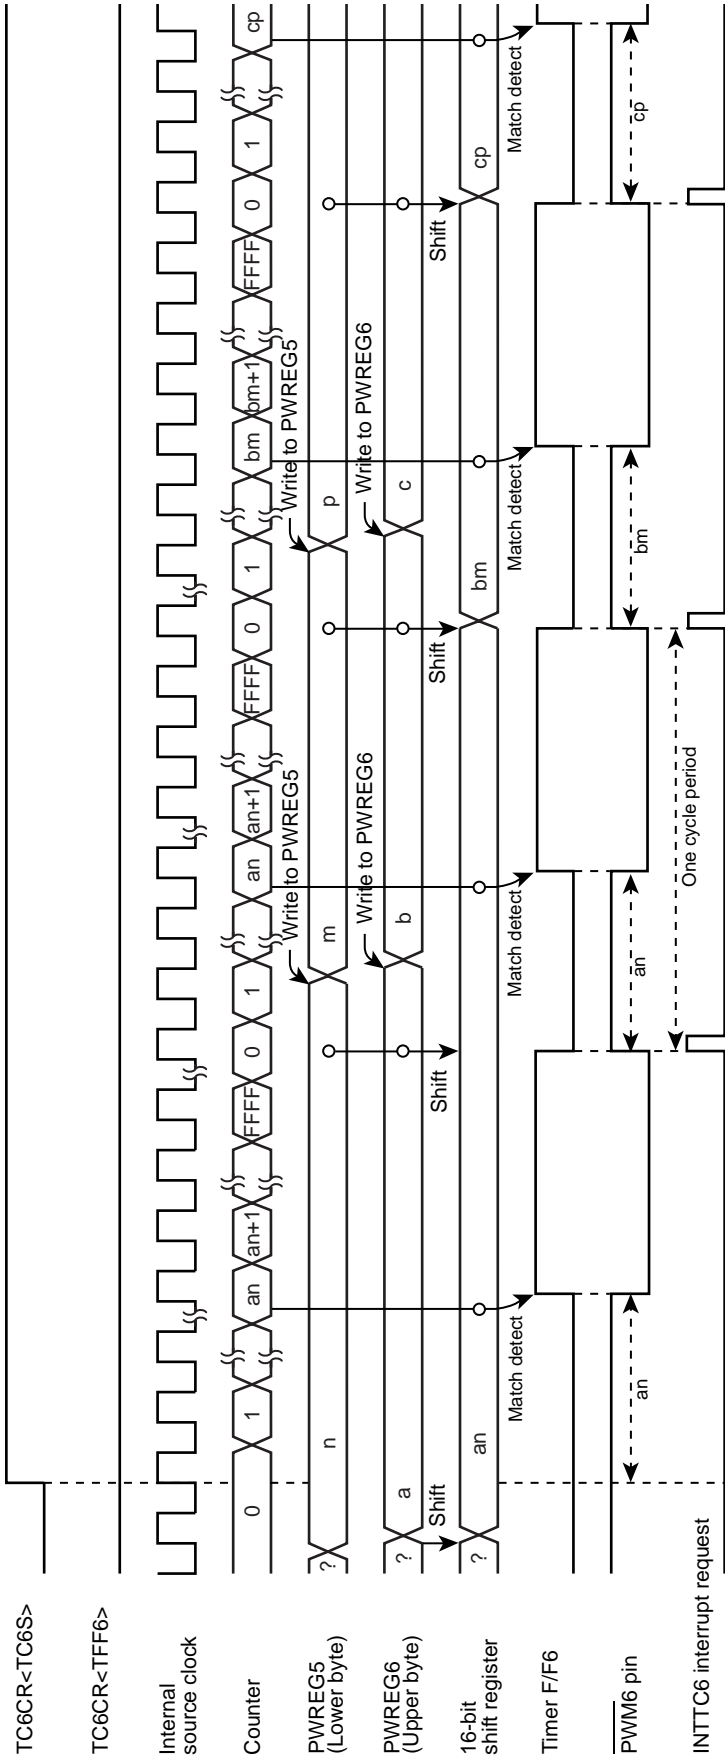 TC6CR<TC6S>
TC6CR<TFF6>
Internal
source clock
Counter 0 1 an an+1 FFFF 0 1 an an+1 FFFF 0 1 bm bm+1 FFFF 0 1 cp
Write to PWREG5 Write to PWREG5
PWREG5 ? n m p
(Lower byte)
Write to PWREG6 Write to PWREG6
PWREG6 ? a b c
(Upper byte)
Shift Shift Shift Shift
16-bit ? an bm cp
shift register
Match detect Match detect Match detect Match detect
Timer F/F6
PWM6 pin an an bm cp
One cycle period
INTTC6 interrupt request